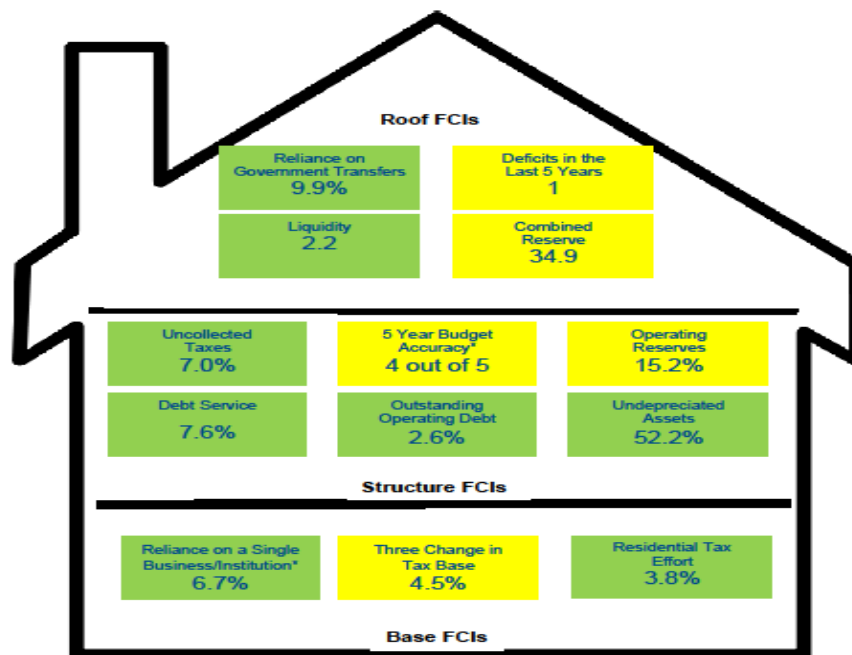 Roof FCIs
Reliance on
Government Transfers
9.9%
Deficits in the
Last 5 Years
1
Liquidity
2.2
Combined
Reserve
34.9
Uncollected
Taxes
7.0%
5 Year Budget
Accuracy*
4 out of 5
Operating
Reserves
15.2%
Debt Service
7.6%
Outstanding
Operating Debt
2.6%
Undepreciated
Assets
52.2%
Structure FCIs
Reliance on a Single
Business/Institution*
6.7%
Three Change in
Tax Base
4.5%
Residential Tax
Effort
3.8%
Base FCIs